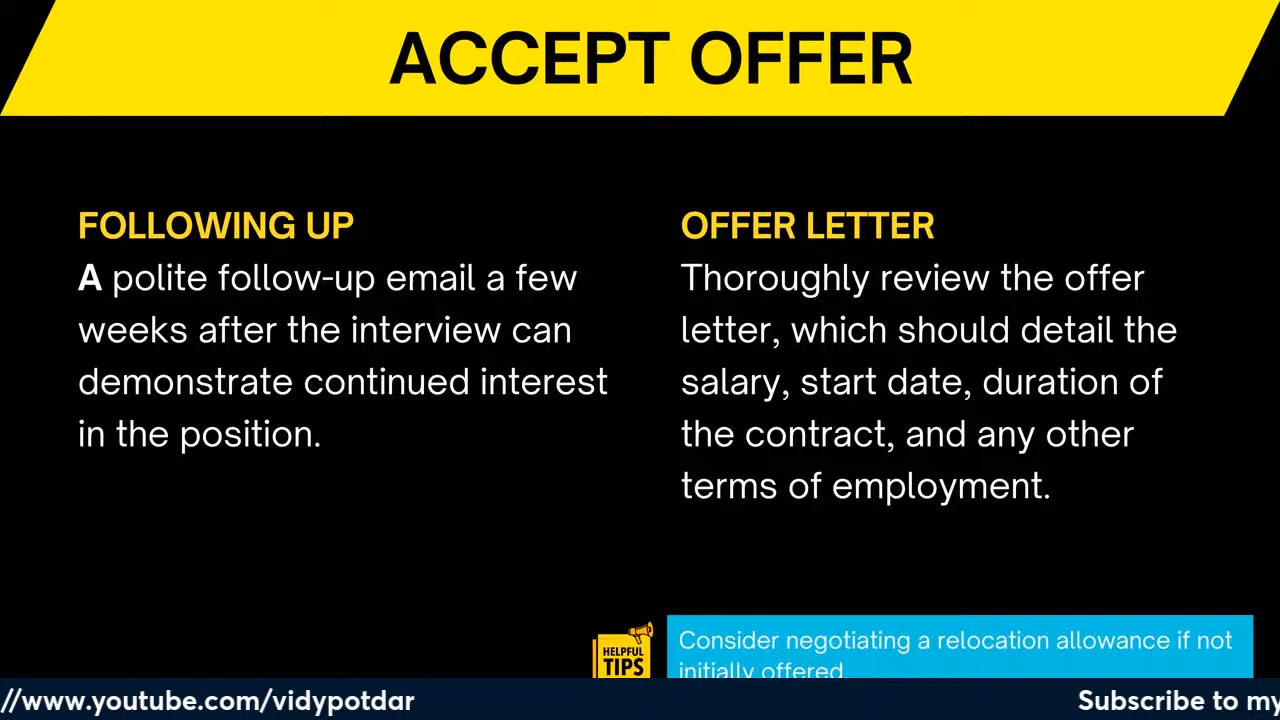 ACCEPT OFFER
FOLLOWING UP
A polite follow-up email a few
weeks after the interview can
demonstrate continued interest
in the position.
OFFER LETTER
Thoroughly review the offer
letter, which should detail the
salary, start date, duration of
the contract, and any other
terms of employment.
HELPFUL
TIPS
Consider negotiating a relocation allowance if not
initially offered.
//www.youtube.com/vidypotdar
Subscribe to my